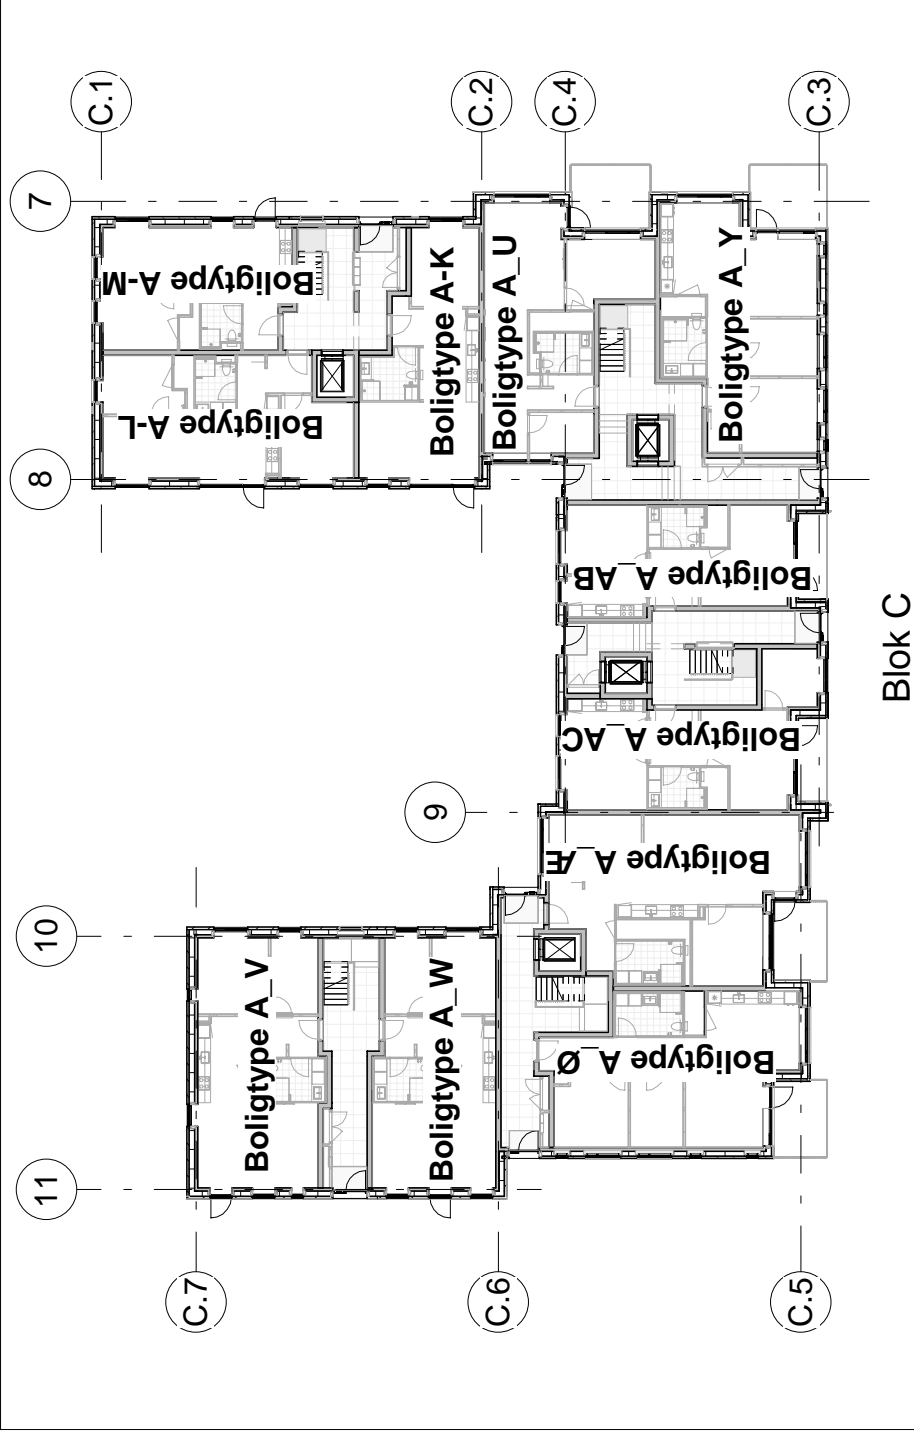 C.1
C.2
C.4
C.3
7
8
9
10
11
C.7
C.6
C.5
Boligtype A-M
Boligtype A-L
Boligtype A-K
Boligtype A_U
Boligtype A_Y
Boligtype A_AB
Boligtype A_AC
Boligtype A_Æ
Boligtype A_Ø
Boligtype A_V
Boligtype A_W
Blok C